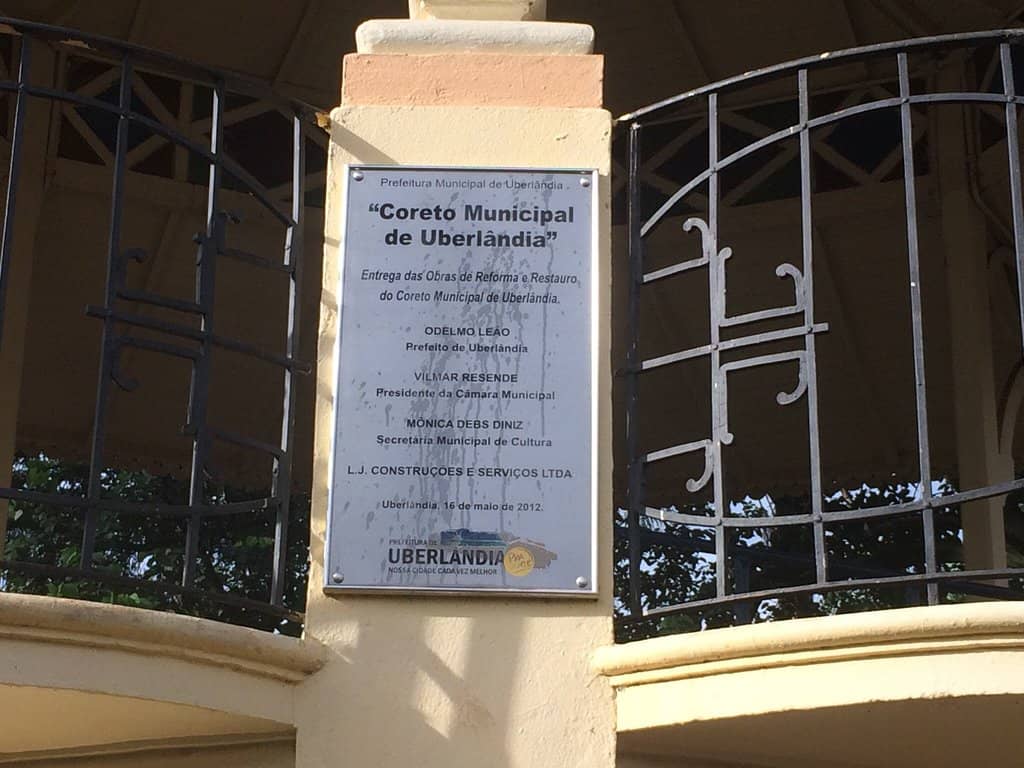 Prefeitura Municipal de Uberlândia.
"Coreto Municipal
de Uberlândia"
Entrega das Obras de Reforma e Restauro,
do Coreto Municipal de Uberlândia.
ODELMO LEÃO
Prefeito de Uberlândia
VILMAR RESENDE
Presidente da Câmara Municipal
MÔNICA DEBS DINIZ
Secretária Municipal de Cultura
L.J. CONSTRUÇÕES E SERVIÇOS LTDA
Uberlândia, 16 de maio de 2012.
PREFEITURA DE
UBERLÂNDIA
NOSSA CIDADE CADA VEZ MELHOR